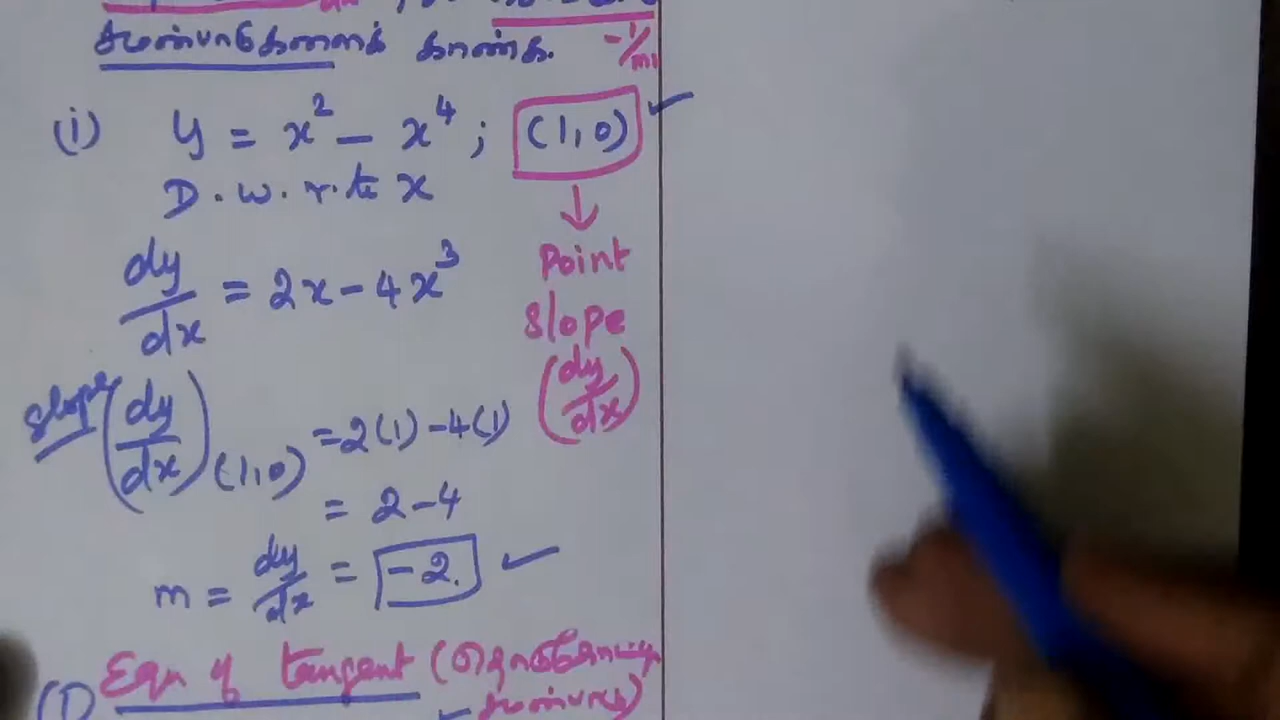 சமன்பாடுகளைக் காண்க. -1/m
(i) y = x² - x⁴ ; (1,0)
D.w.r.to x
dy/dx = 2x - 4x³
Point
Slope
(dy/dx)
Slope (dy/dx)(1,0) = 2(1) - 4(1)
= 2 - 4
m = dy/dx = -2.
(1) Eqn of tangent (தொடுகோட்டு
சமன்பாடு)